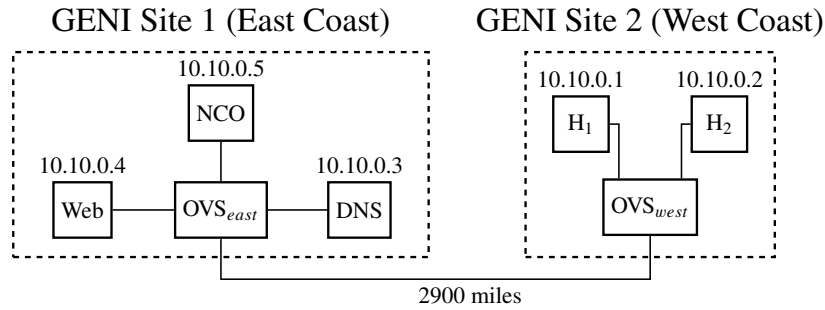 GENI Site 1 (East Coast)
GENI Site 2 (West Coast)
10.10.0.5
NCO
10.10.0.4
Web
OVSeast
10.10.0.3
DNS
10.10.0.1
H1
10.10.0.2
H2
OVSwest
2900 miles